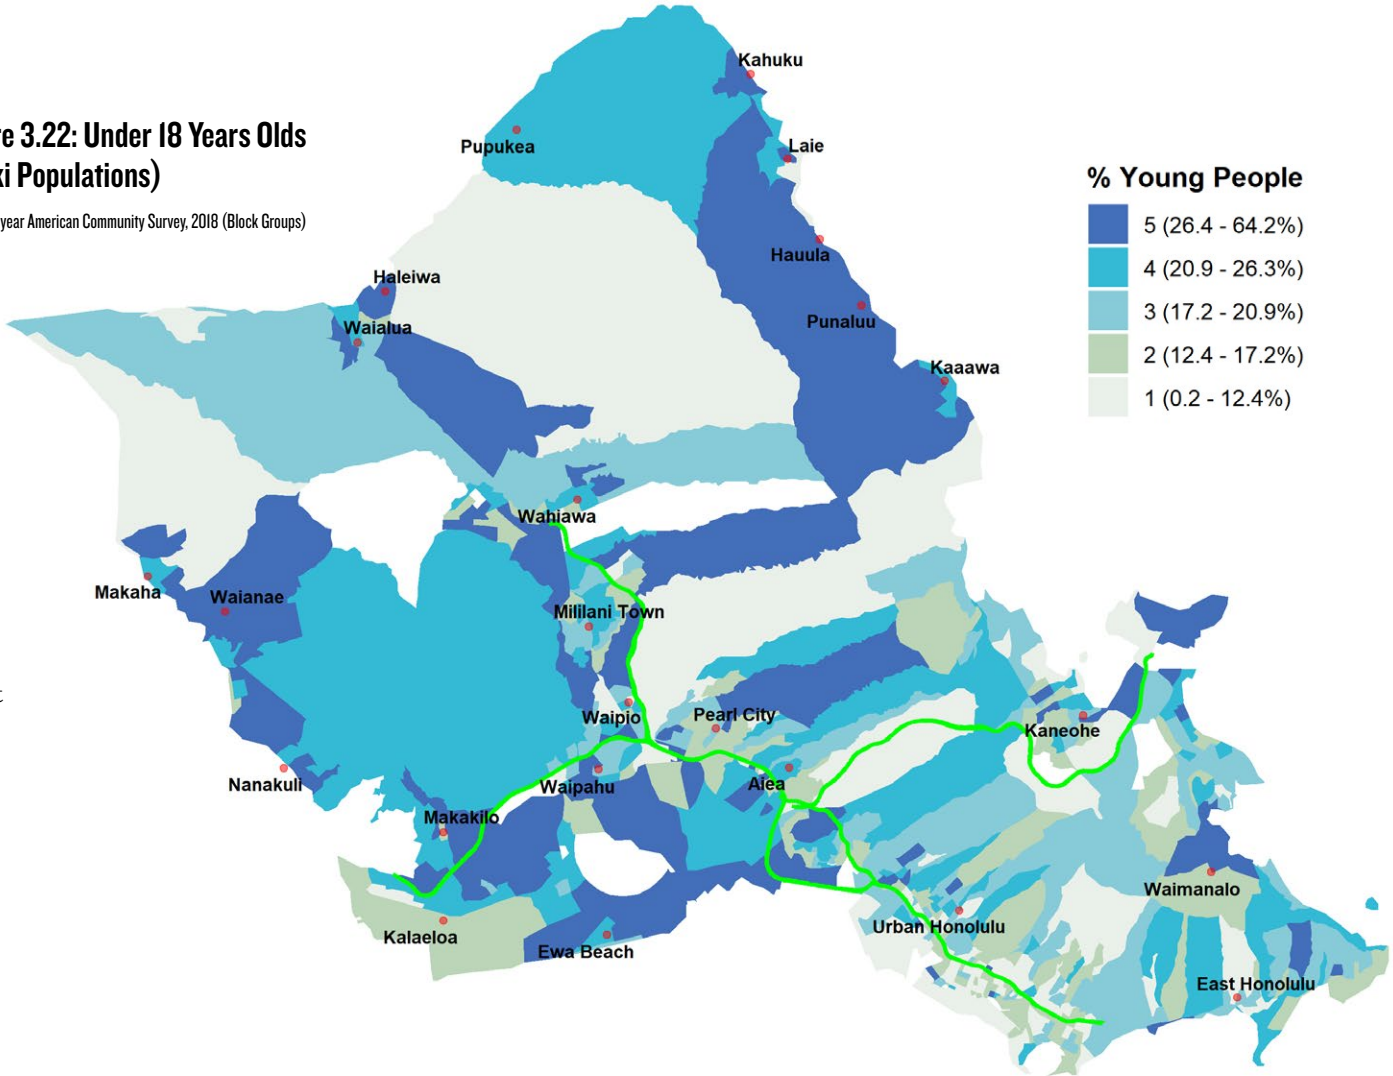 re 3.22: Under 18 Years Olds
ki Populations)
year American Community Survey, 2018 (Block Groups)
% Young People
5 (26.4 - 64.2%)
4 (20.9 - 26.3%)
3 (17.2 - 20.9%)
2 (12.4 - 17.2%)
1 (0.2 - 12.4%)
Kahuku
Pupukea
Laie
Hauula
Haleiwa
Punaluu
Waialua
Kaaawa
Wahiawa
Makaha
Waianae
Mililani Town
t
Waipio
Pearl City
Kaneohe
Nanakuli
Waipahu
Aiea
Makakilo
Waimanalo
Kalaeloa
Urban Honolulu
Ewa Beach
East Honolulu